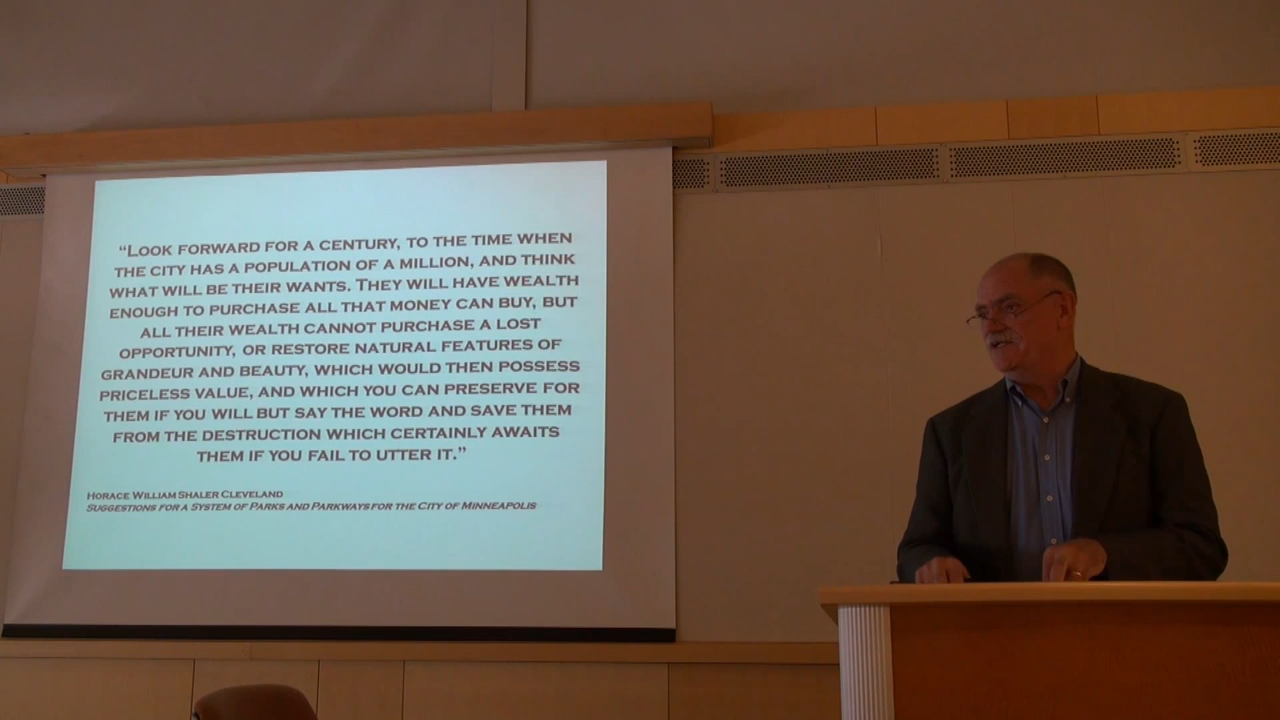 “LOOK FORWARD FOR A CENTURY, TO THE TIME WHEN
THE CITY HAS A POPULATION OF A MILLION, AND THINK
WHAT WILL BE THEIR WANTS. THEY WILL HAVE WEALTH
ENOUGH TO PURCHASE ALL THAT MONEY CAN BUY, BUT
ALL THEIR WEALTH CANNOT PURCHASE A LOST
OPPORTUNITY, OR RESTORE NATURAL FEATURES OF
GRANDEUR AND BEAUTY, WHICH WOULD THEN POSSESS
PRICELESS VALUE, AND WHICH YOU CAN PRESERVE FOR
THEM IF YOU WILL BUT SAY THE WORD AND SAVE THEM
FROM THE DESTRUCTION WHICH CERTAINLY AWAITS
THEM IF YOU FAIL TO UTTER IT.”
HORACE WILLIAM SHALER CLEVELAND
SUGGESTIONS FOR A SYSTEM OF PARKS AND PARKWAYS FOR THE CITY OF MINNEAPOLIS